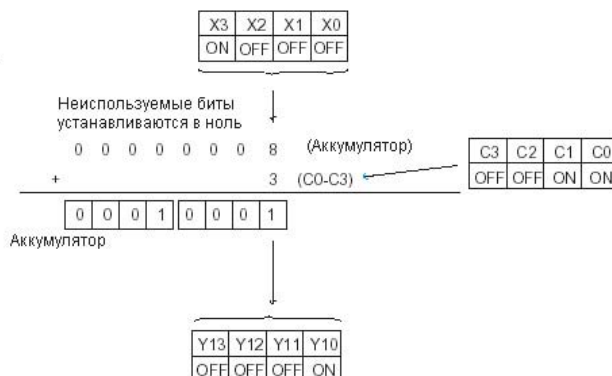 X3 X2 X1 X0
ON OFF OFF OFF
Неиспользуемые биты
устанавливаются в ноль
0 0 0 0 0 0 0 8 (Аккумулятор)
C3 C2 C1 C0
OFF OFF ON ON
+ 3 (C0-C3)
0 0 0 1 0 0 0 1
Аккумулятор
Y13 Y12 Y11 Y10
OFF OFF OFF ON